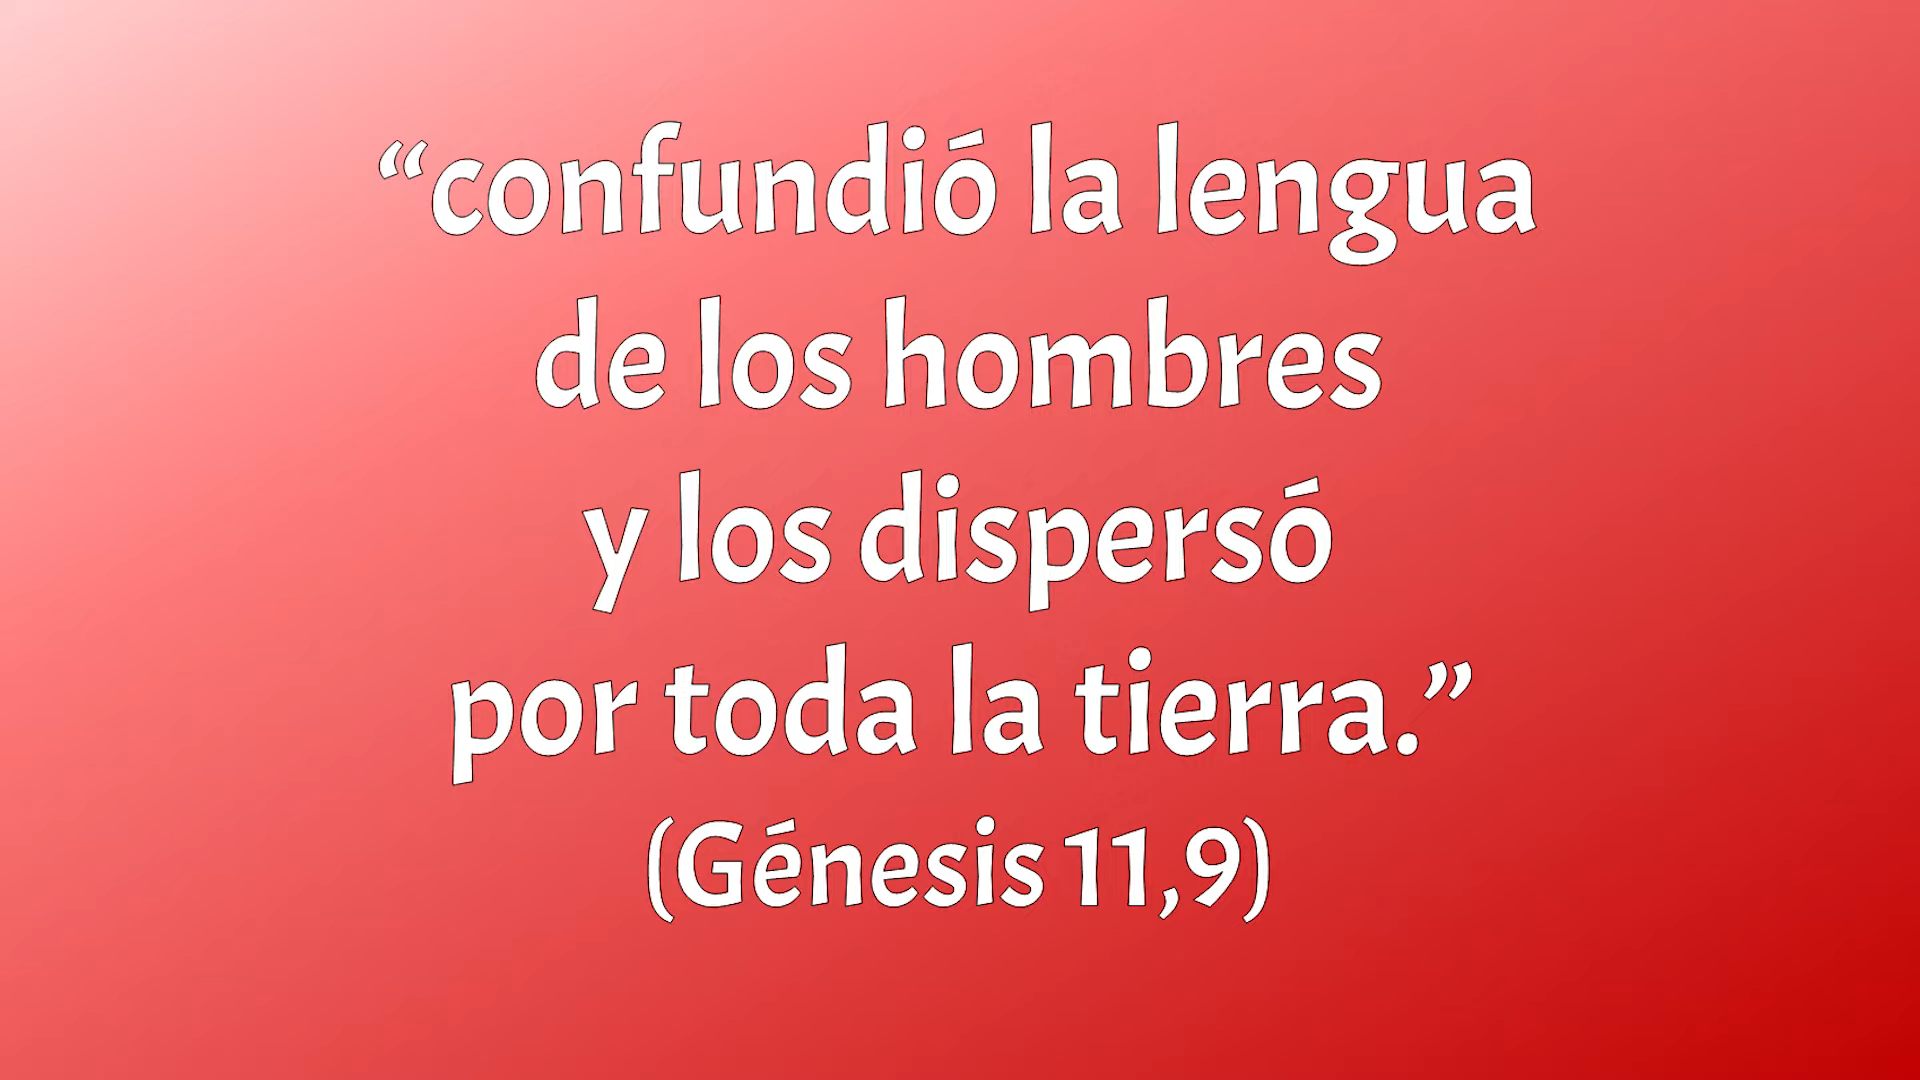 “confundió la lengua
de los hombres
y los dispersó
por toda la tierra.”
(Génesis 11,9)